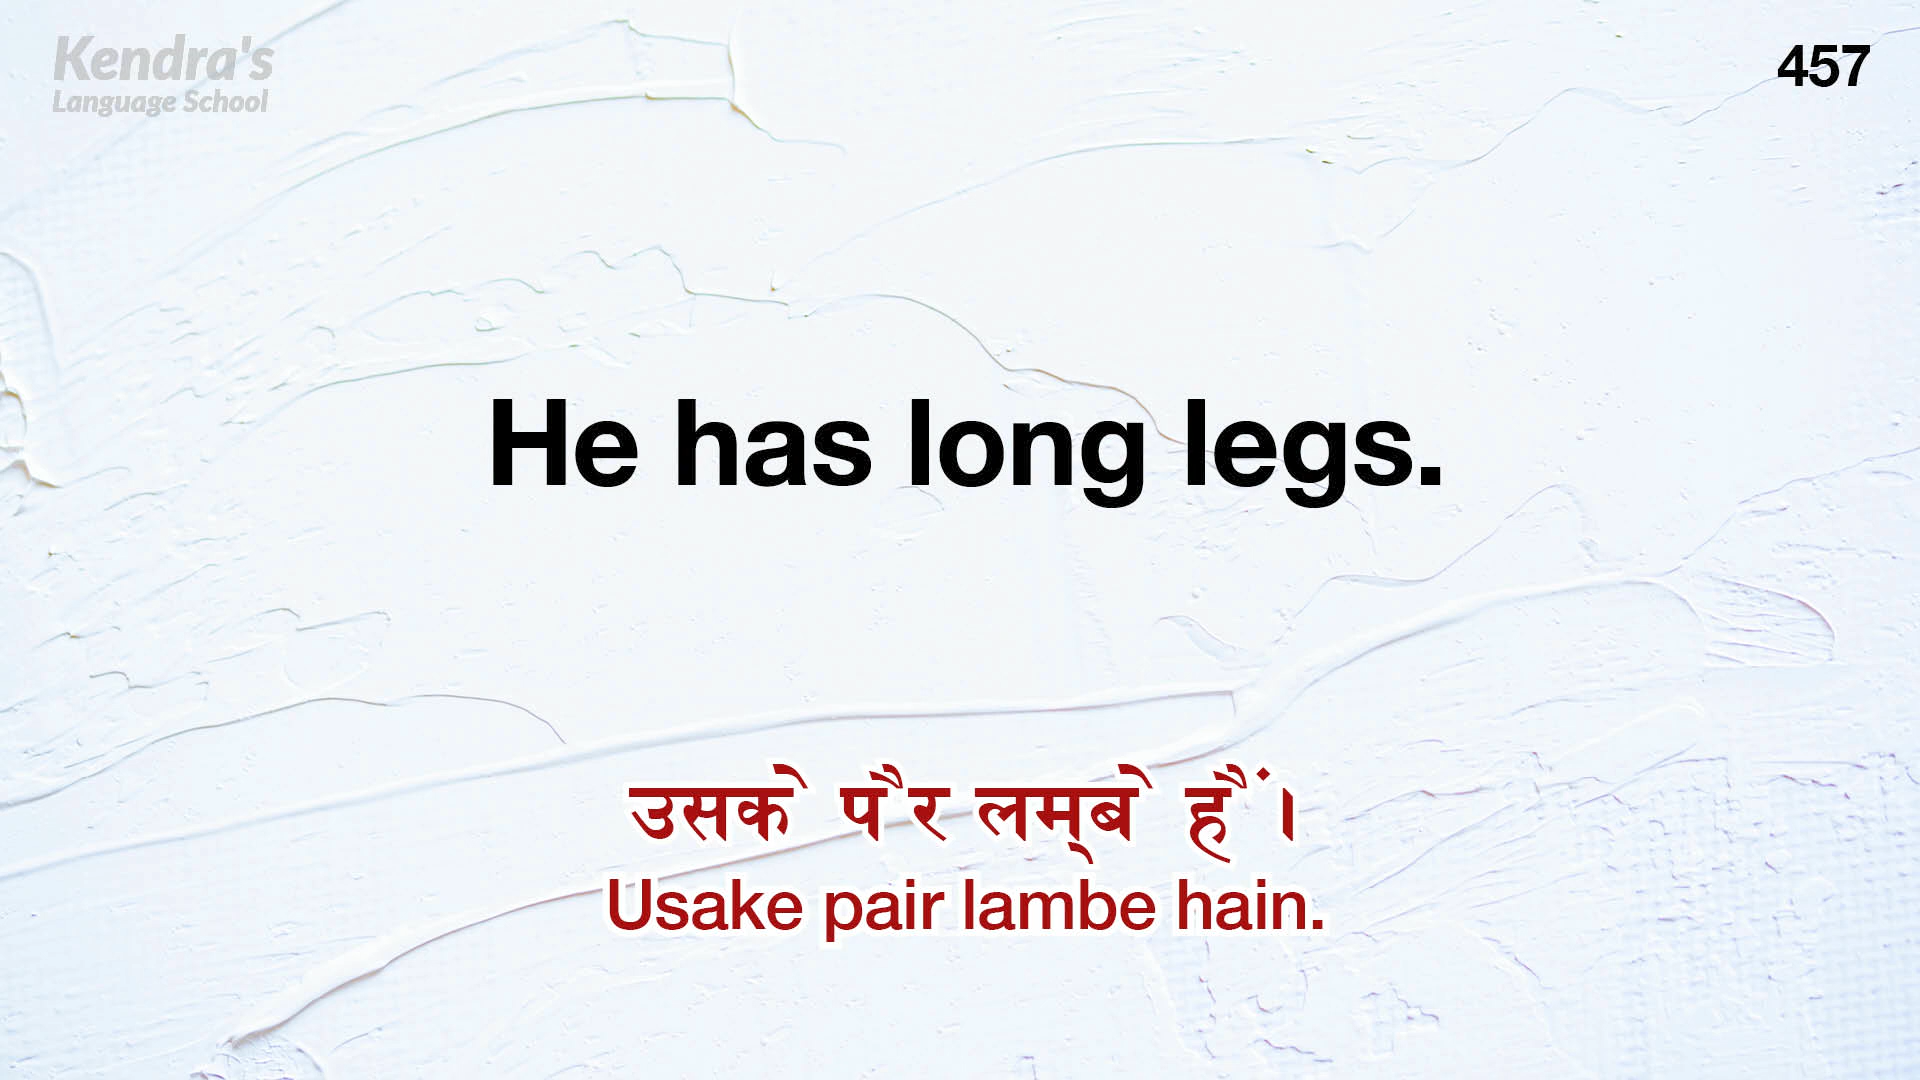 Kendra's
Language School
457
He has long legs.
उसके पैर लम्बे हैं।
Usake pair lambe hain.